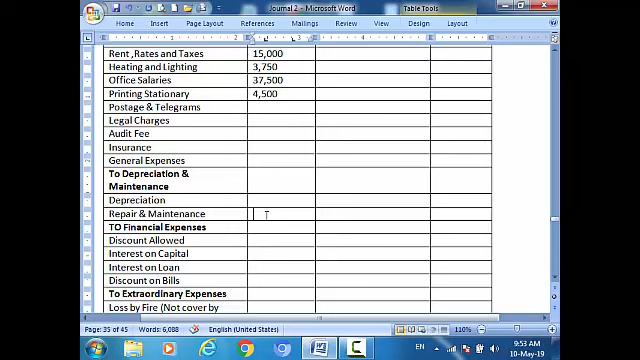 Journal 2 - Microsoft Word
Table Tools
Home Insert Page Layout References Mailings Review View Design Layout
Rent ,Rates and Taxes 15,000
Heating and Lighting 3,750
Office Salaries 37,500
Printing Stationary 4,500
Postage & Telegrams
Legal Charges
Audit Fee
Insurance
General Expenses
To Depreciation &
Maintenance
Depreciation
Repair & Maintenance
TO Financial Expenses
Discount Allowed
Interest on Capital
Interest on Loan
Discount on Bills
To Extraordinary Expenses
Loss by Fire (Not cover by
Page: 35 of 45 Words: 6,088 English (United States) 110%
EN 9:53 AM
10-May-19